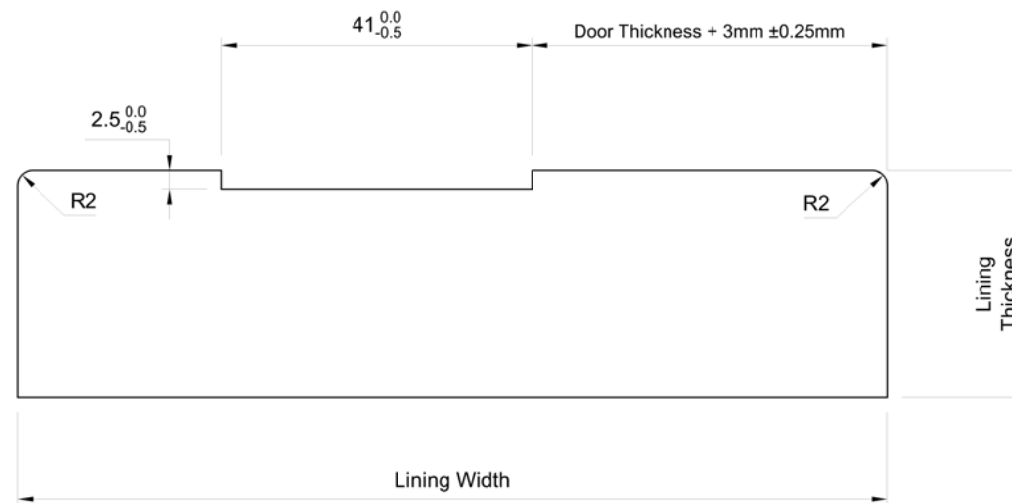 41 0.0 -0.5
Door Thickness + 3mm ±0.25mm
2.5 0.0 -0.5
R2
R2
Lining
Thickness
Lining Width